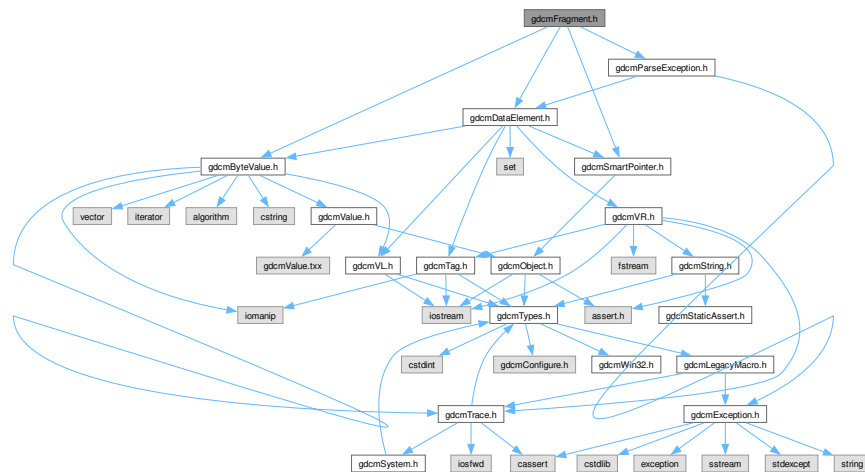 gdcmFragment.h
gdcmParseException.h
gdcmDataElement.h
gdcmByteValue.h
set
gdcmSmartPointer.h
vector
iterator
algorithm
cstring
gdcmValue.h
gdcmVR.h
gdcmValue.txx
gdcmVL.h
gdcmTag.h
gdcmObject.h
fstream
gdcmString.h
iomanip
iostream
gdcmTypes.h
assert.h
gdcmStaticAssert.h
cstdint
gdcmConfigure.h
gdcmWin32.h
gdcmLegacyMacro.h
gdcmTrace.h
gdcmException.h
gdcmSystem.h
iosfwd
cassert
cstdlib
exception
sstream
stdexcept
string